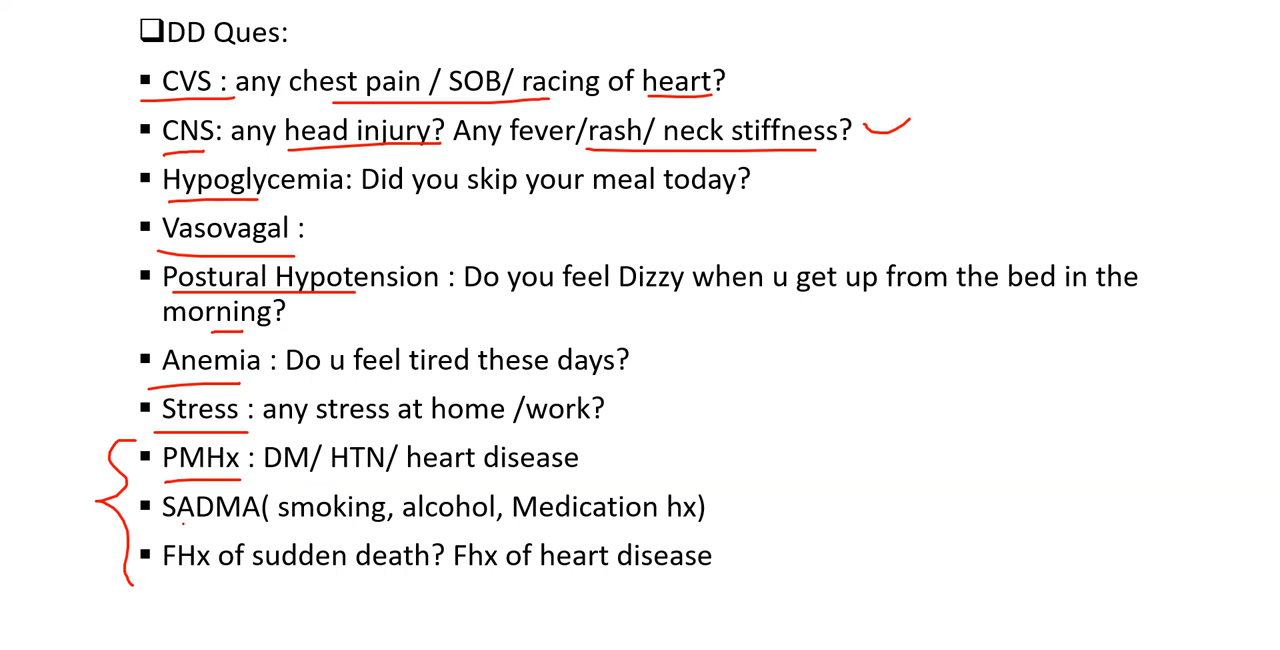 ❑DD Ques:
▪ CVS : any chest pain / SOB/ racing of heart?
▪ CNS: any head injury? Any fever/rash/ neck stiffness?
▪ Hypoglycemia: Did you skip your meal today?
▪ Vasovagal :
▪ Postural Hypotension : Do you feel Dizzy when u get up from the bed in the
morning?
▪ Anemia : Do u feel tired these days?
▪ Stress : any stress at home /work?
▪ PMHx : DM/ HTN/ heart disease
▪ SADMA( smoking, alcohol, Medication hx)
▪ FHx of sudden death? Fhx of heart disease